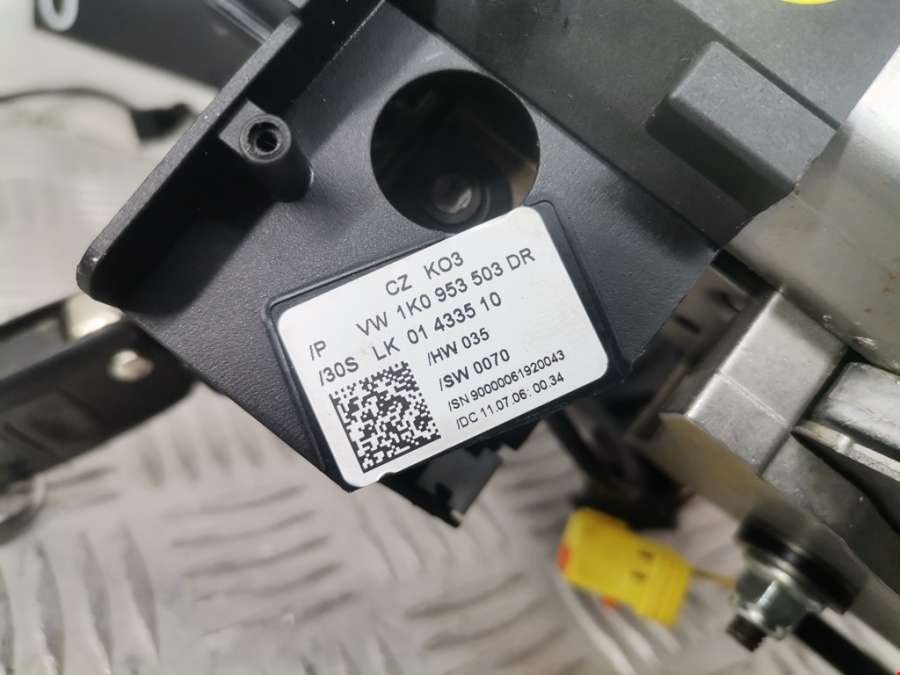 CZ KO3
/P VW 1K0 953 503 DR
/30S LK 01 4335 10
/HW 035
/SW 0070
/SN 90000061920043
/DC 11.07.06: 00.34